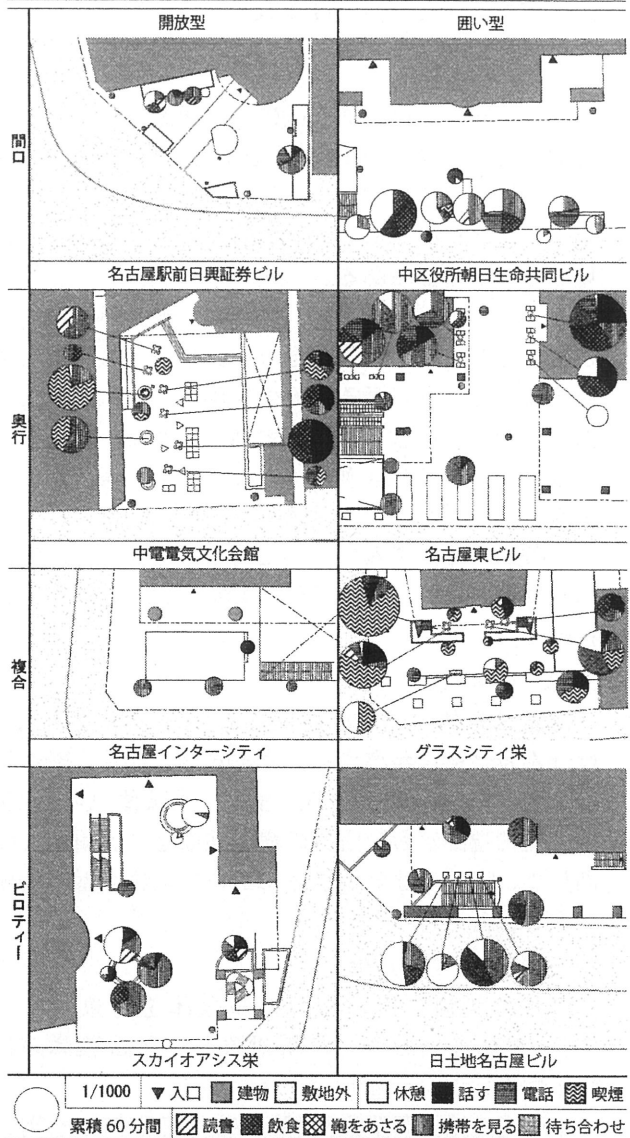 開放型
囲い型
間口
名古屋駅前日興証券ビル
中区役所朝日生命共同ビル
奥行
中電電気文化会館
名古屋東ビル
複合
名古屋インターシティ
グラスシティ栄
ピロティー
スカイオアシス栄
日土地名古屋ビル
1/1000 ▼入口 建物 敷地外 休憩 話す 電話 喫煙
累積60分間 読書 飲食 鞄をあさる 携帯を見る 待ち合わせ